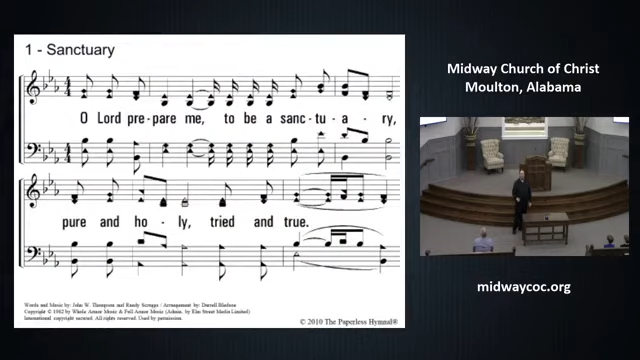 1 - Sanctuary
O Lord pre-pare me, to be a sanc-tu-a-ry,
pure and ho-ly, tried and true.
Words and Music by: John W. Thompson and Randy Scruggs / Arrangement by: Darrell
Copyright © 1982 by Whole Armor Music & Full Armor Music (Admin. by Elm Street Music Limited)
International copyright secured. All rights reserved. Used by permission.
© 2010 The Paperless Hymnal®
Midway Church of Christ
Moulton, Alabama
midwaycoc.org